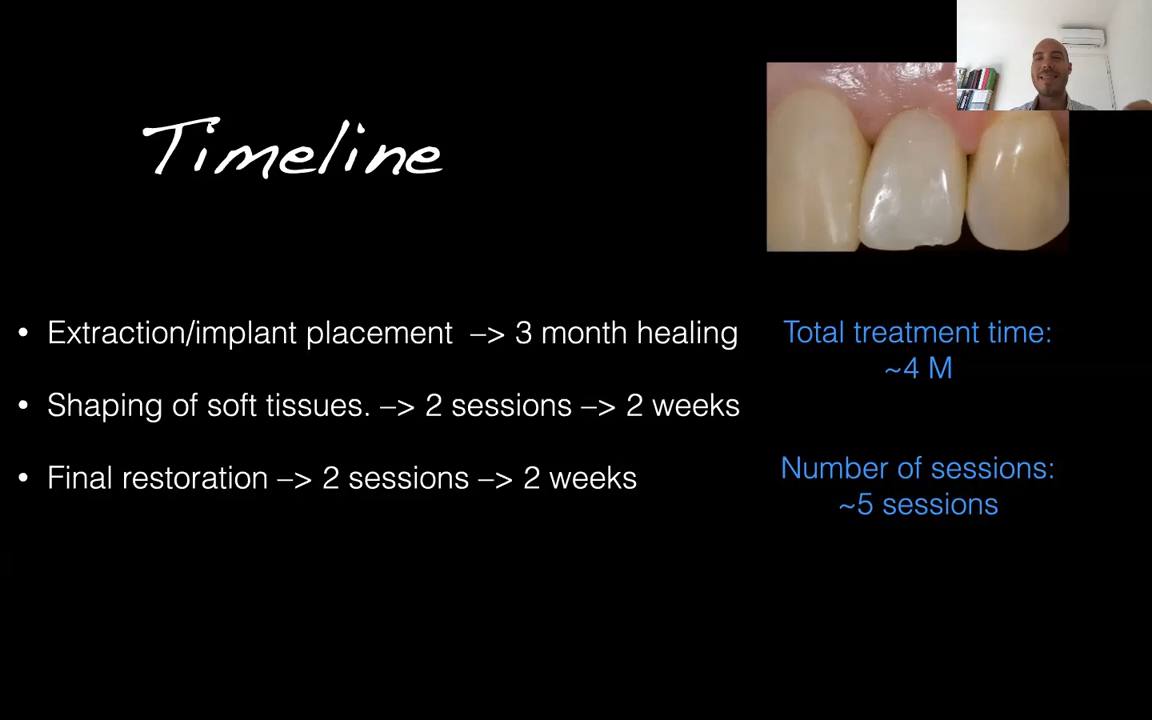 Timeline
• Extraction/implant placement –> 3 month healing
• Shaping of soft tissues. –> 2 sessions –> 2 weeks
• Final restoration –> 2 sessions –> 2 weeks
Total treatment time:
~4 M
Number of sessions:
~5 sessions